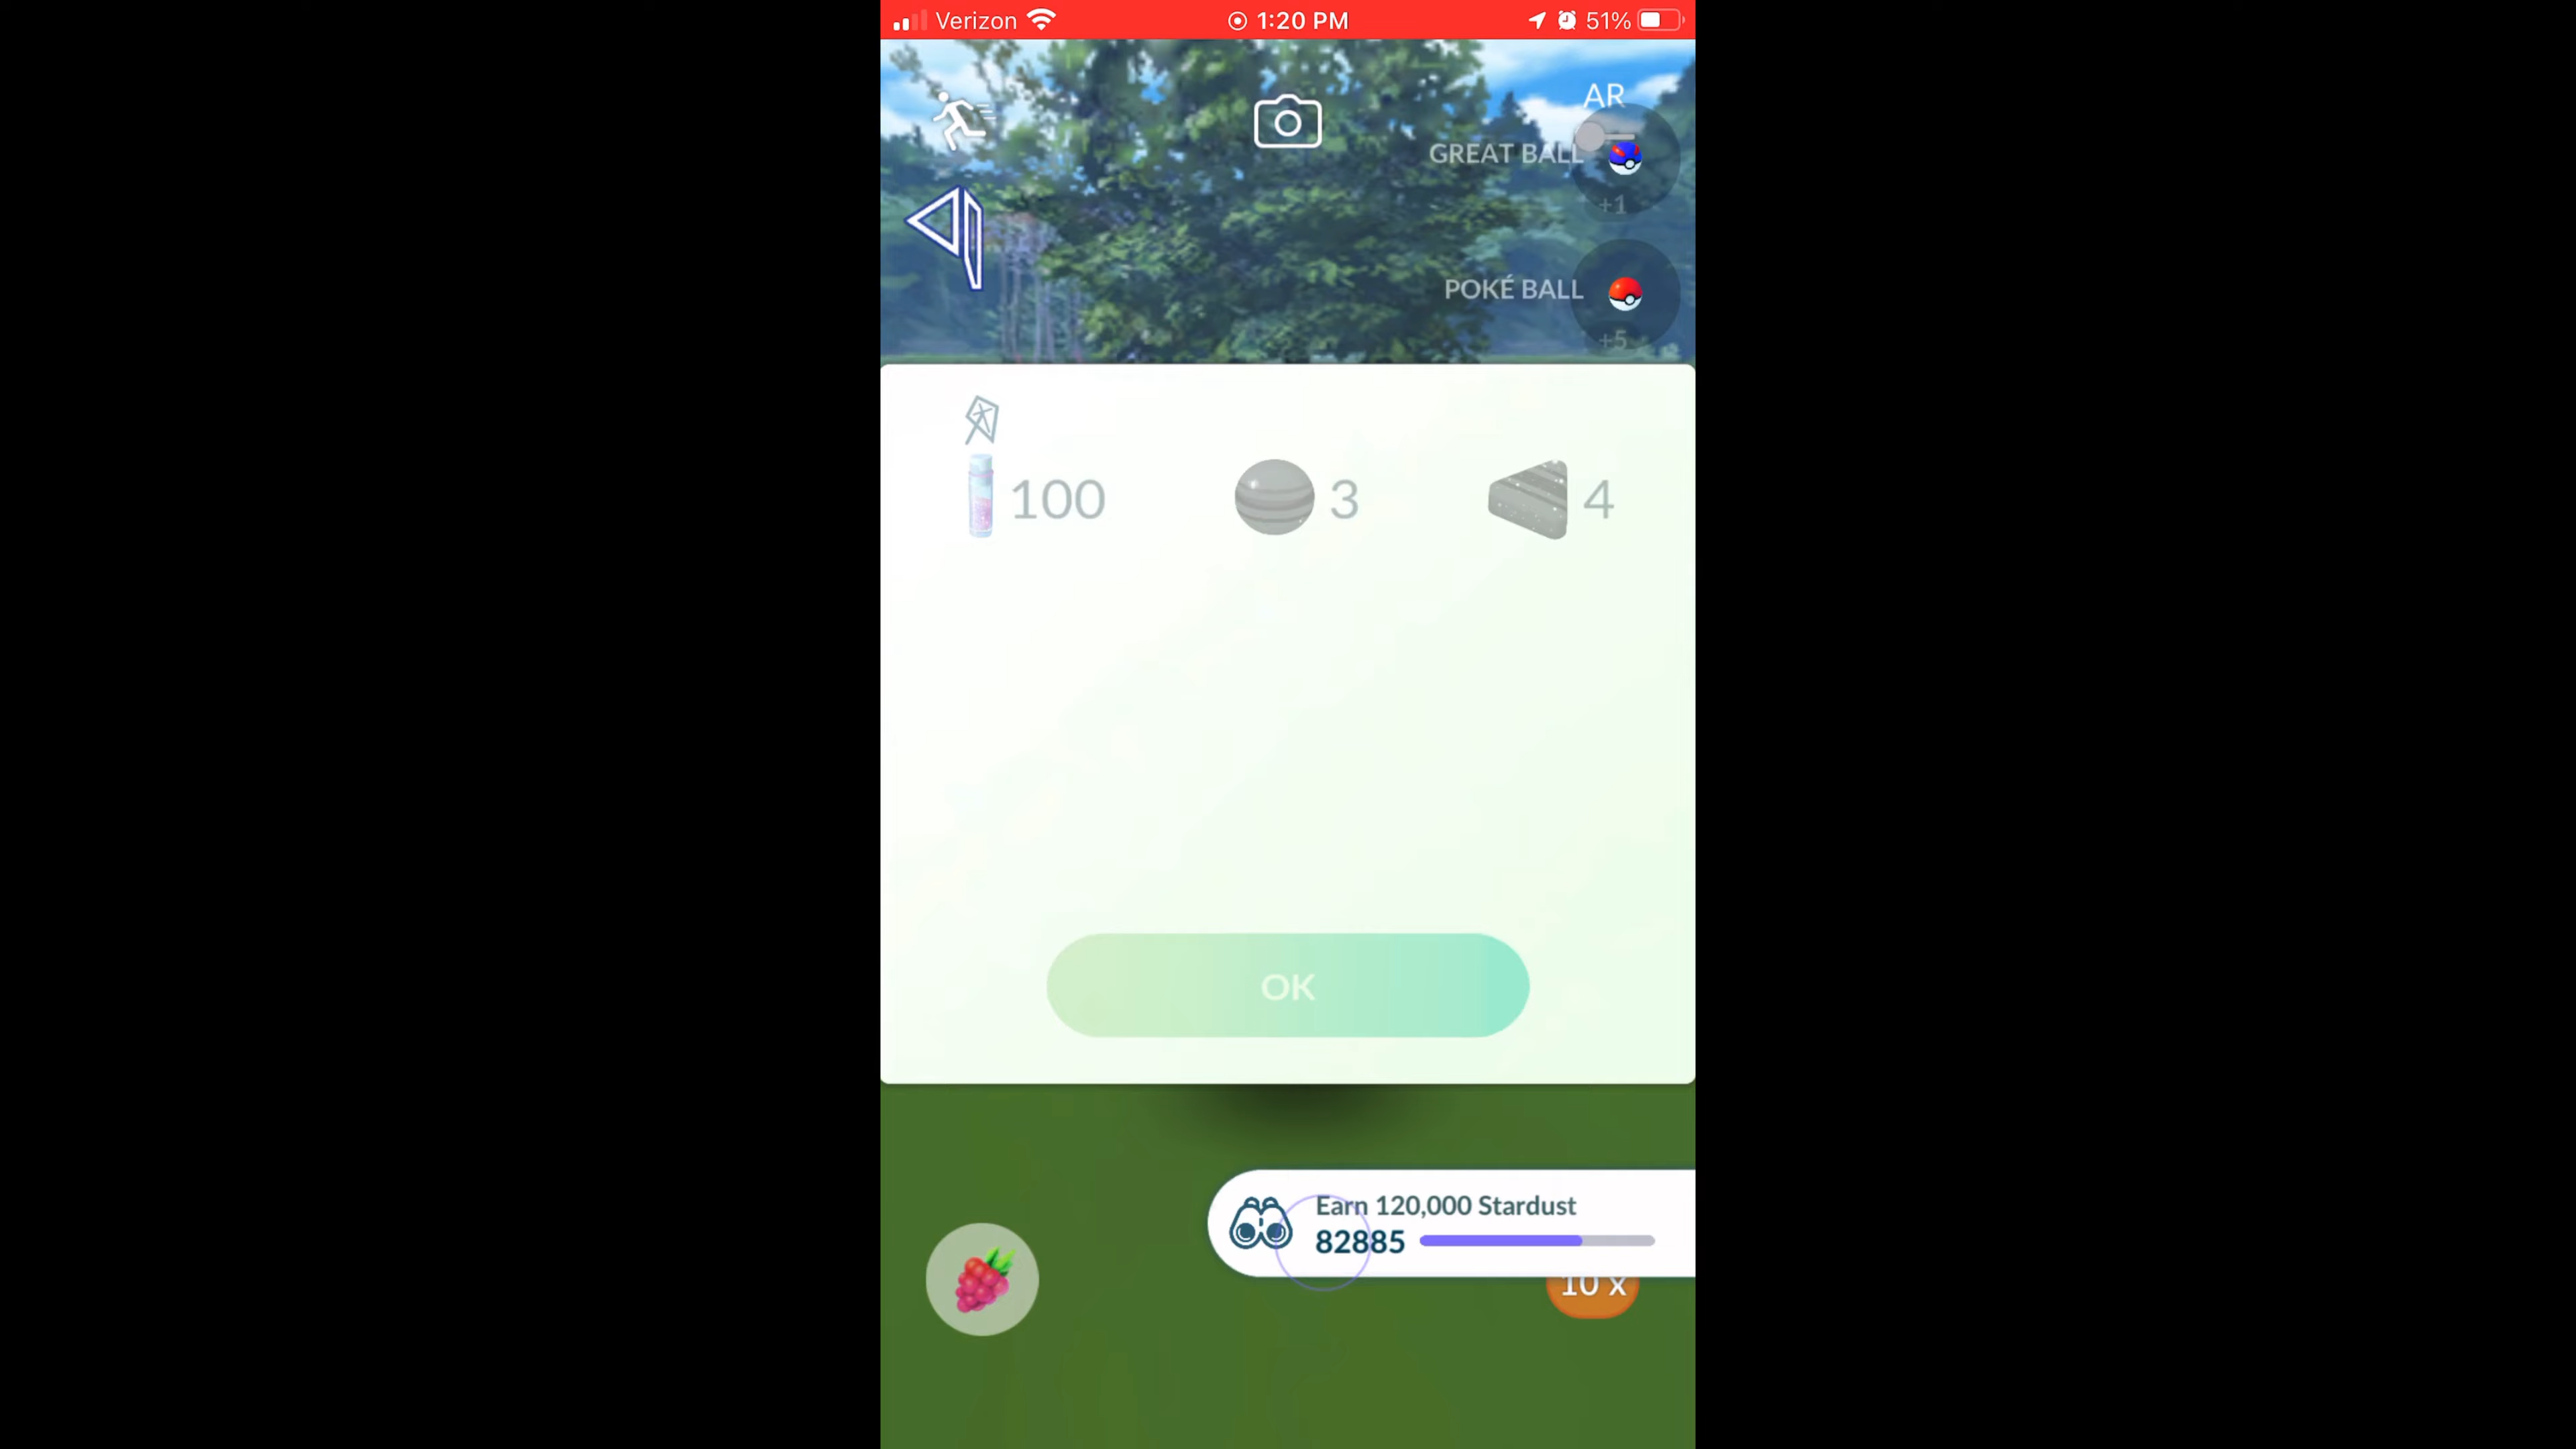 Verizon 1:20 PM 51%
AR
GREAT BALL
+1
POKÉ BALL
+5
100 3 4
OK
Earn 120,000 Stardust
82885
10 x